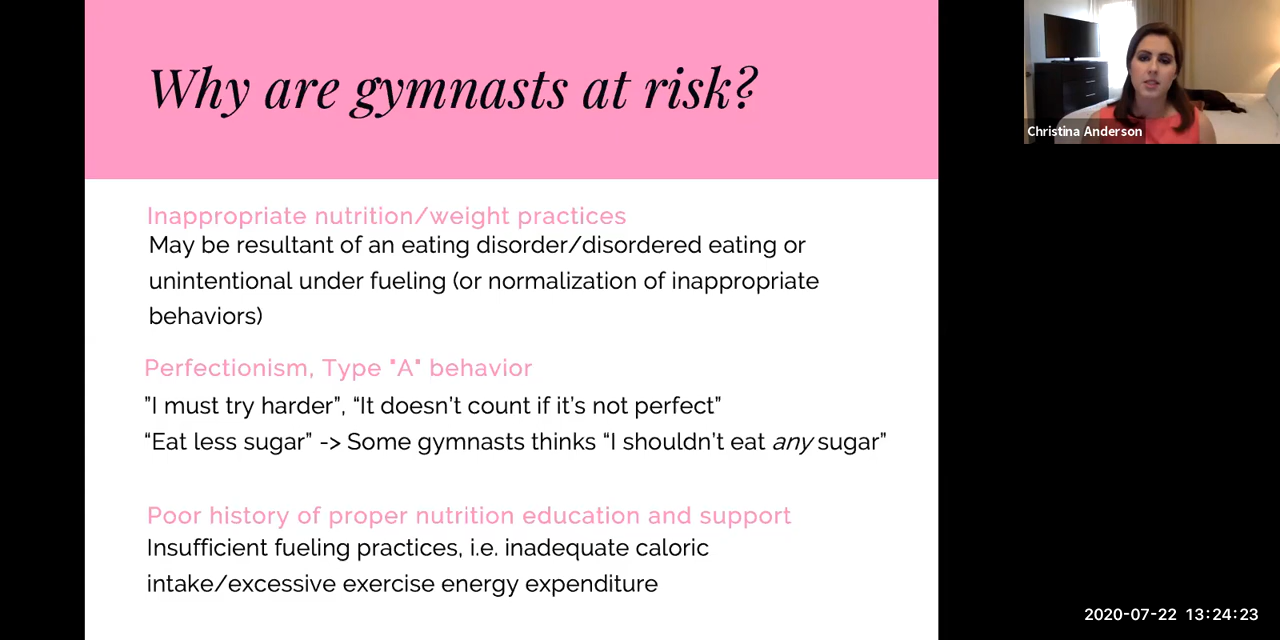 Why are gymnasts at risk?
Christina Anderson
Inappropriate nutrition/weight practices
May be resultant of an eating disorder/disordered eating or
unintentional under fueling (or normalization of inappropriate
behaviors)
Perfectionism, Type "A" behavior
”I must try harder”, “It doesn’t count if it’s not perfect”
“Eat less sugar” -> Some gymnasts thinks “I shouldn’t eat any sugar”
Poor history of proper nutrition education and support
Insufficient fueling practices, i.e. inadequate caloric
intake/excessive exercise energy expenditure
2020-07-22 13:24:23